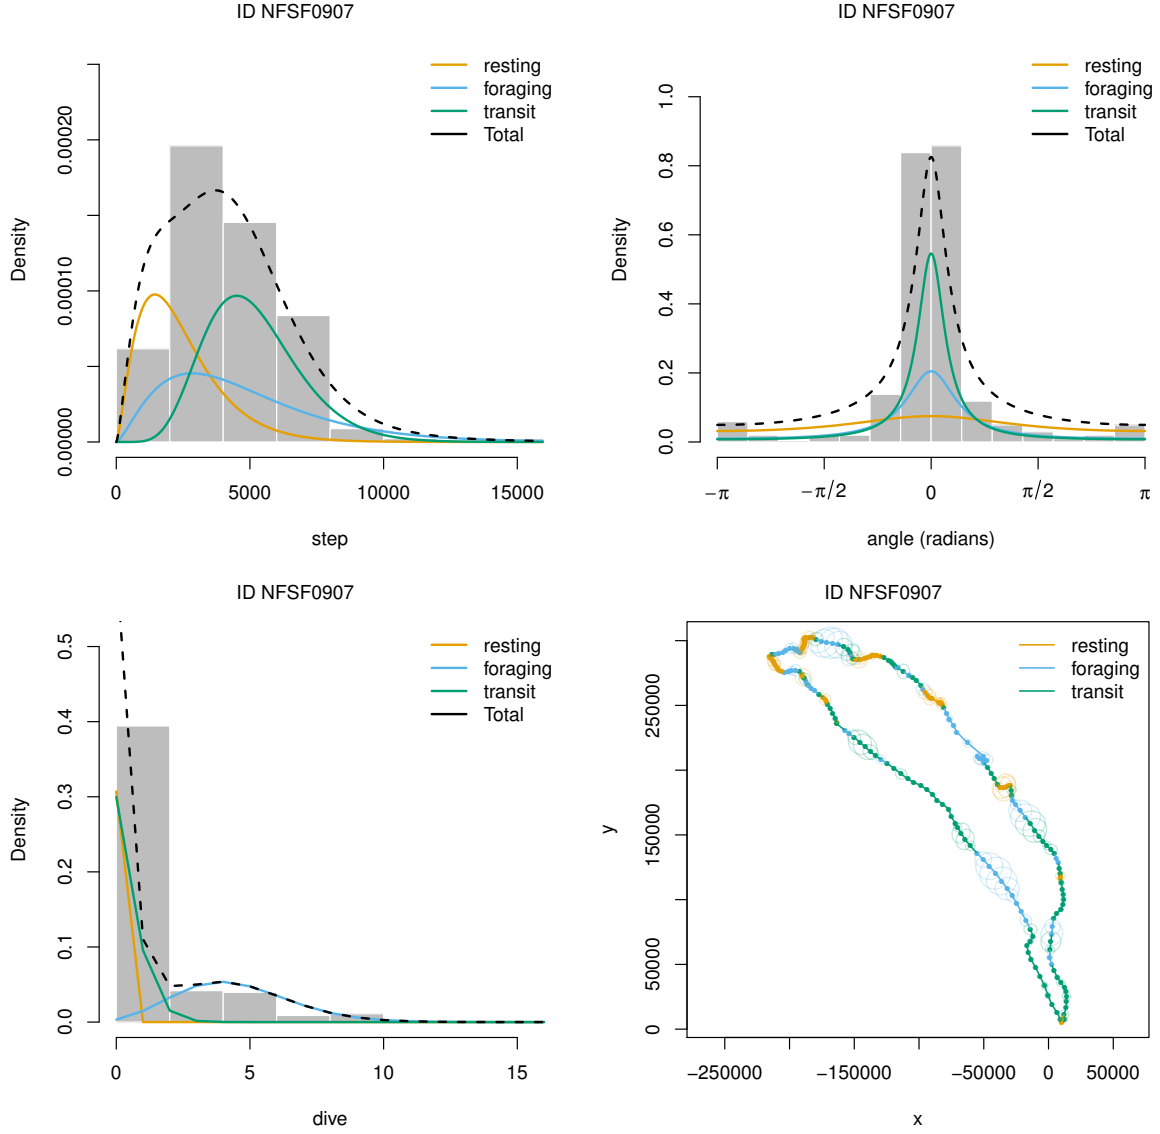 ID NFSF0907
resting
foraging
transit
Total
Density
0.00000
0.00010
0.00020
0
5000
10000
15000
step
ID NFSF0907
resting
foraging
transit
Total
Density
0.0
0.2
0.4
0.6
0.8
1.0
−π
−π/2
0
π/2
π
angle (radians)
ID NFSF0907
resting
foraging
transit
Total
Density
0.0
0.1
0.2
0.3
0.4
0.5
0
5
10
15
dive
ID NFSF0907
resting
foraging
transit
y
0
50000
150000
250000
−250000
−150000
−50000
0
50000
x